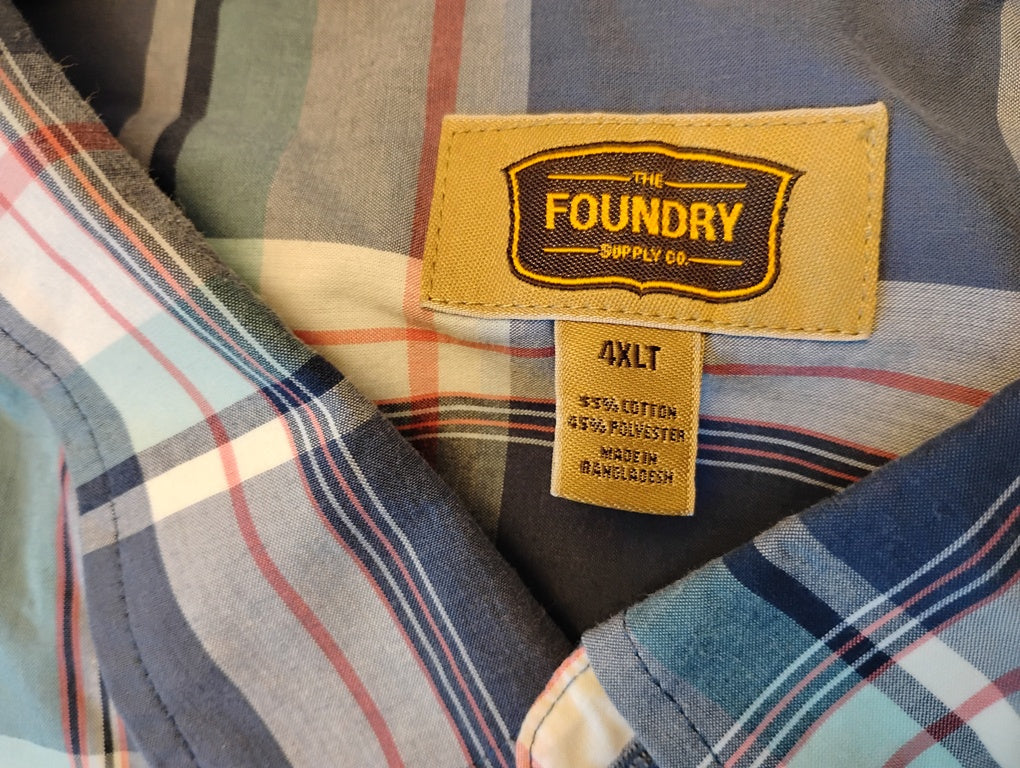 THE
FOUNDRY
SUPPLY CO.
4XLT
55% COTTON
45% POLYESTER
MADE IN
BANGLADESH